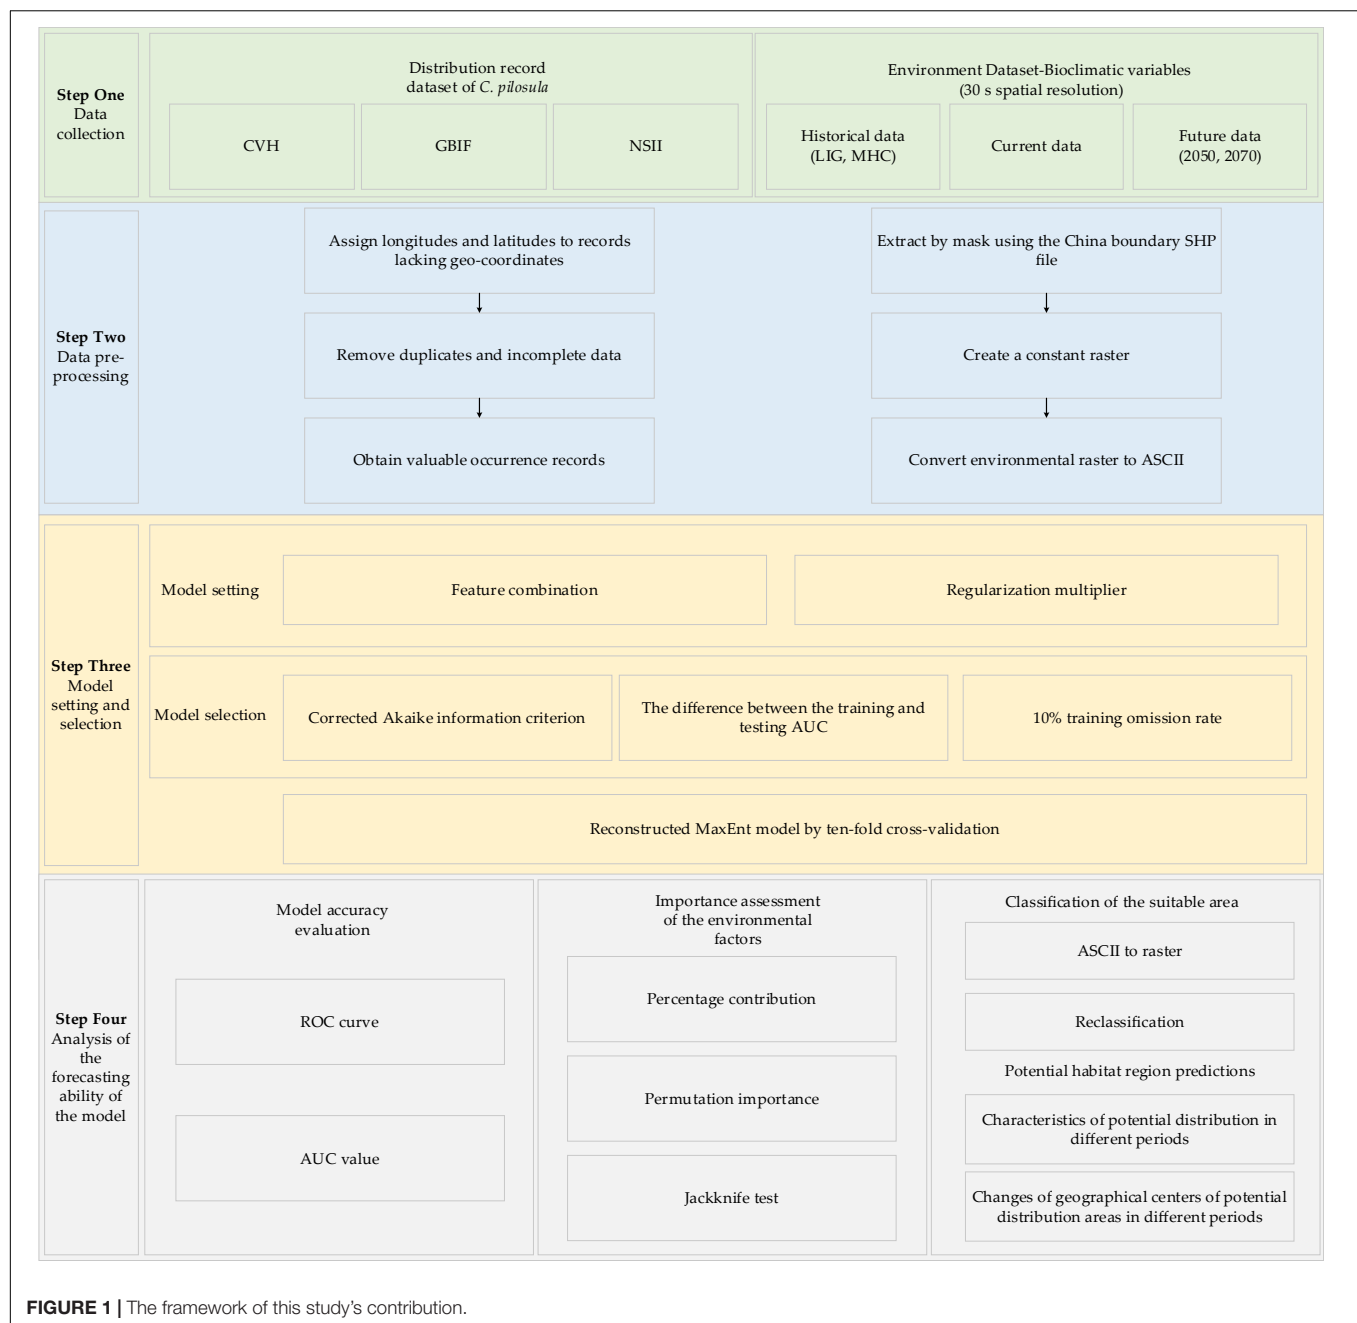 Step One
Data
collection
Distribution record
dataset of C. pilosula
CVH
GBIF
NSII
Environment Dataset-Bioclimatic variables
(30 s spatial resolution)
Historical data
(LIG, MHC)
Current data
Future data
(2050, 2070)
Step Two
Data pre-
processing
Assign longitudes and latitudes to records
lacking geo-coordinates
Remove duplicates and incomplete data
Obtain valuable occurrence records
Extract by mask using the China boundary SHP
file
Create a constant raster
Convert environmental raster to ASCII
Step Three
Model
setting and
selection
Model setting
Feature combination
Regularization multiplier
Model selection
Corrected Akaike information criterion
The difference between the training and
testing AUC
10% training omission rate
Reconstructed MaxEnt model by ten-fold cross-validation
Step Four
Analysis of
the
forecasting
ability of
the model
Model accuracy
evaluation
ROC curve
AUC value
Importance assessment
of the environmental
factors
Percentage contribution
Permutation importance
Jackknife test
Classification of the suitable area
ASCII to raster
Reclassification
Potential habitat region predictions
Characteristics of potential distribution in
different periods
Changes of geographical centers of potential
distribution areas in different periods
FIGURE 1 | The framework of this study's contribution.